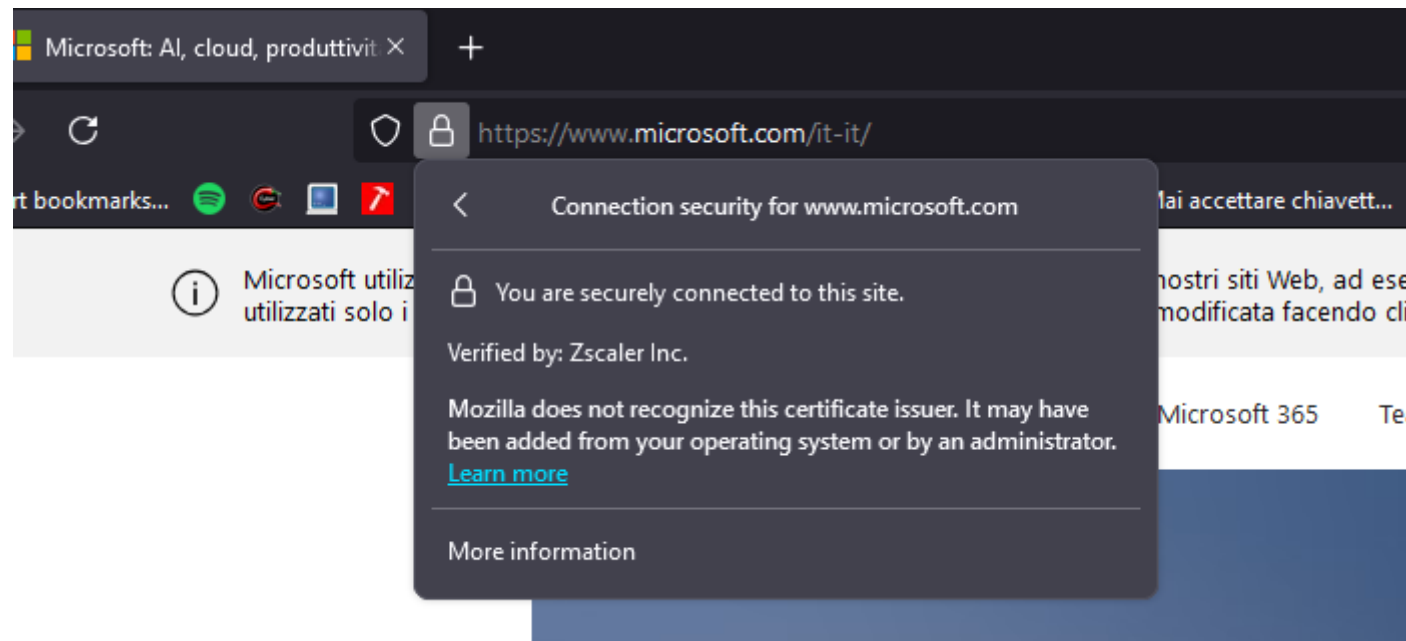 Microsoft: AI, cloud, produttivit
https://www.microsoft.com/it-it/
rt bookmarks...
Connection security for www.microsoft.com
Mai accettare chiavett...
Microsoft utiliz
nostri siti Web, ad ese
utilizzati solo i
modificata facendo cli
You are securely connected to this site.
Verified by: Zscaler Inc.
Mozilla does not recognize this certificate issuer. It may have
been added from your operating system or by an administrator.
Learn more
Microsoft 365 Te
More information